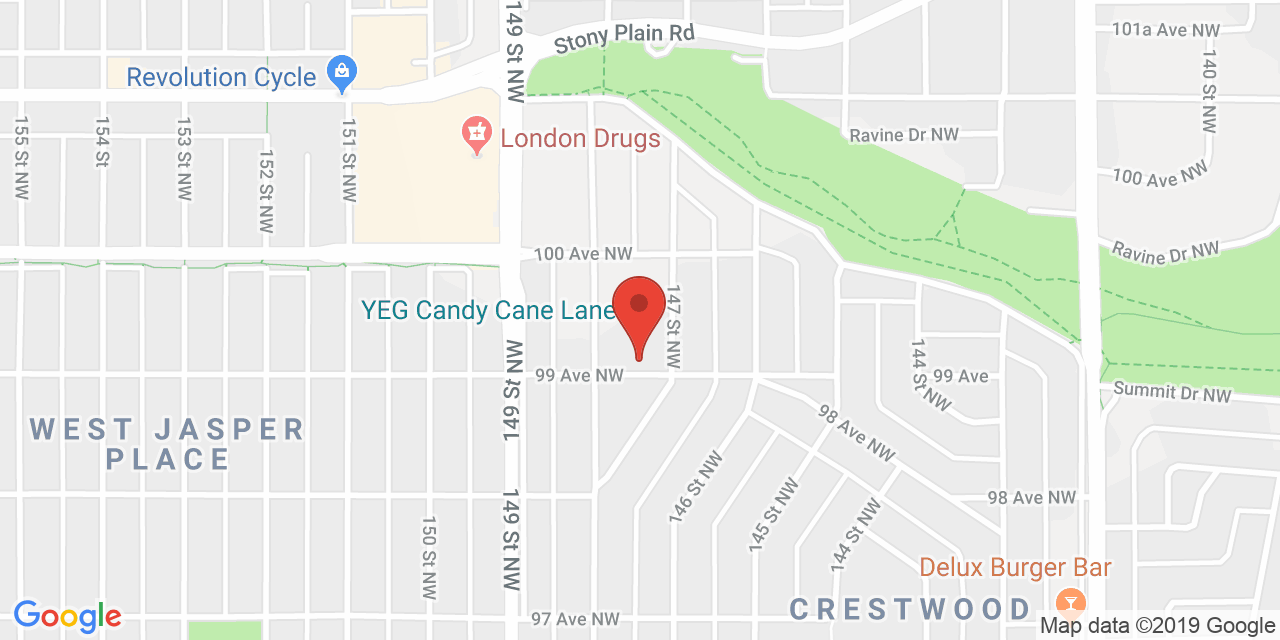 149 St NW
Stony Plain Rd
101a Ave NW
140 St NW
Revolution Cycle
London Drugs
Ravine Dr NW
155 St NW
154 St
153 St NW
152 St NW
151 St NW
100 Ave NW
Ravine Dr NW
100 Ave NW
YEG Candy Cane Lane
147 St NW
149 St NW
99 Ave NW
144 St NW
99 Ave
Summit Dr NW
98 Ave NW
WEST JASPER
PLACE
146 St NW
145 St NW
144 St NW
98 Ave NW
149 St NW
150 St NW
Delux Burger Bar
97 Ave NW
CRESTWOOD
Google
Map data ©2019 Google